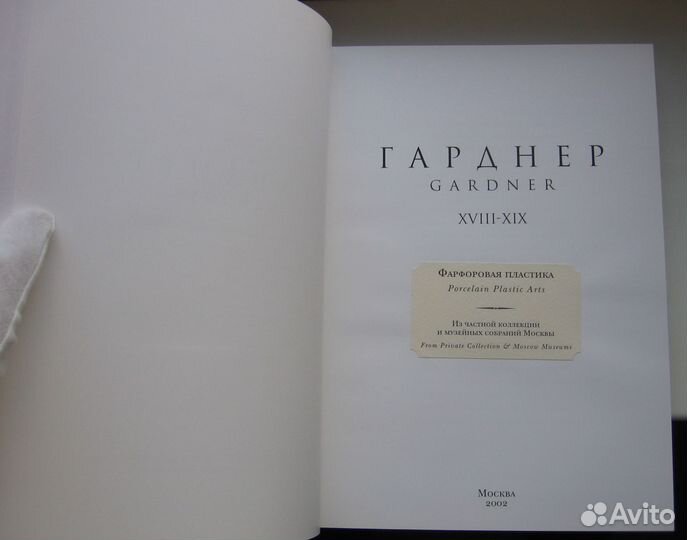 ГАРДНЕР
GARDNER
XVIII-XIX
Фарфоровая пластика
Porcelain Plastic Arts
Из частной коллекции
и музейных собраний Москвы
From Private Collection & Moscow Museums
Москва
2002
Avito